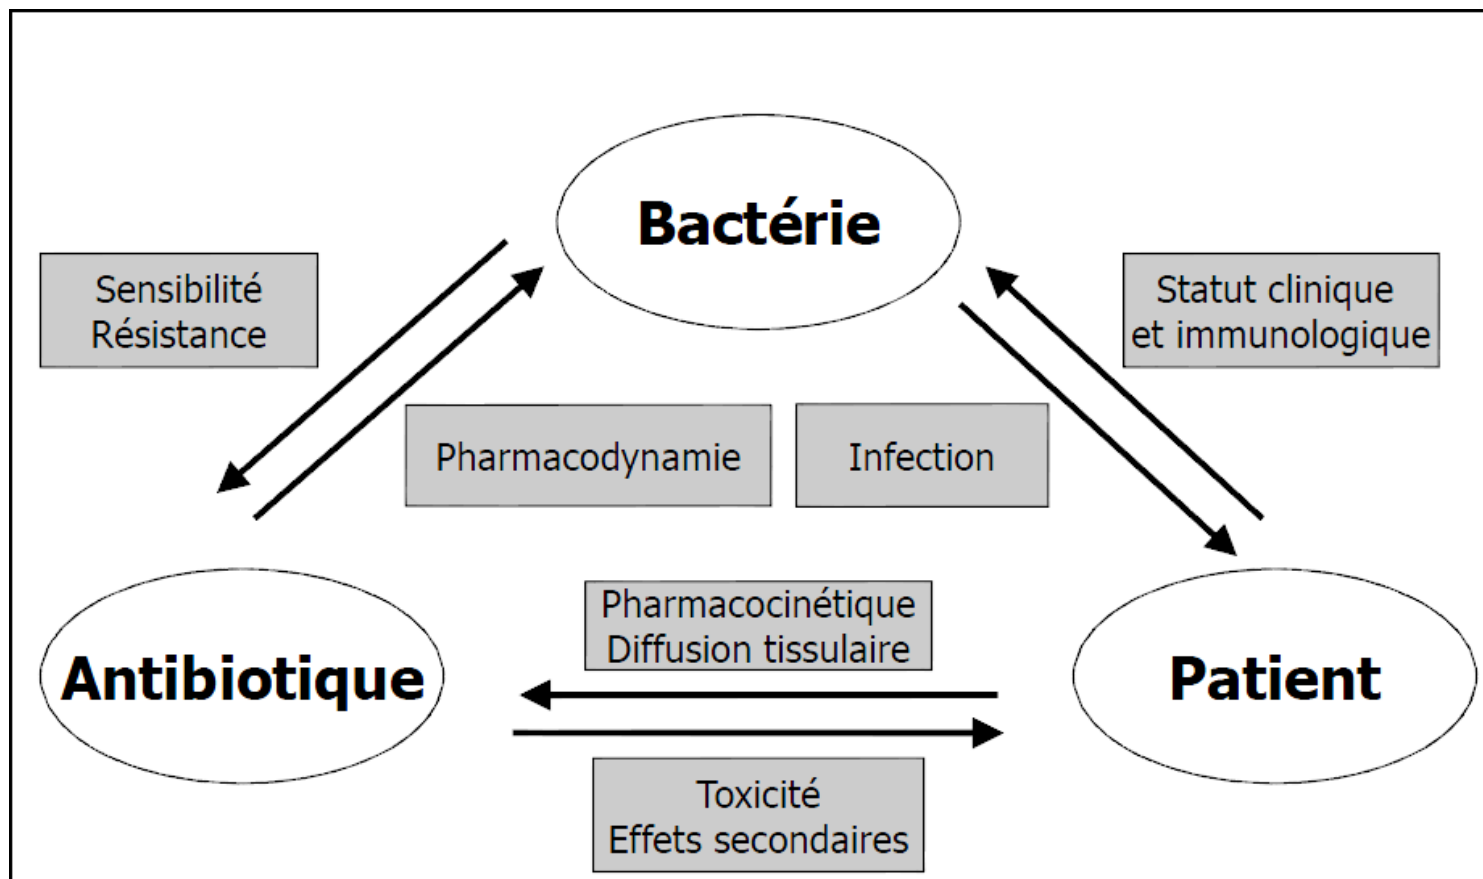 Bactérie
Sensibilité
Résistance
Statut clinique
et immunologique
Pharmacodynamie
Infection
Pharmacocinétique
Diffusion tissulaire
Antibiotique
Patient
Toxicité
Effets secondaires